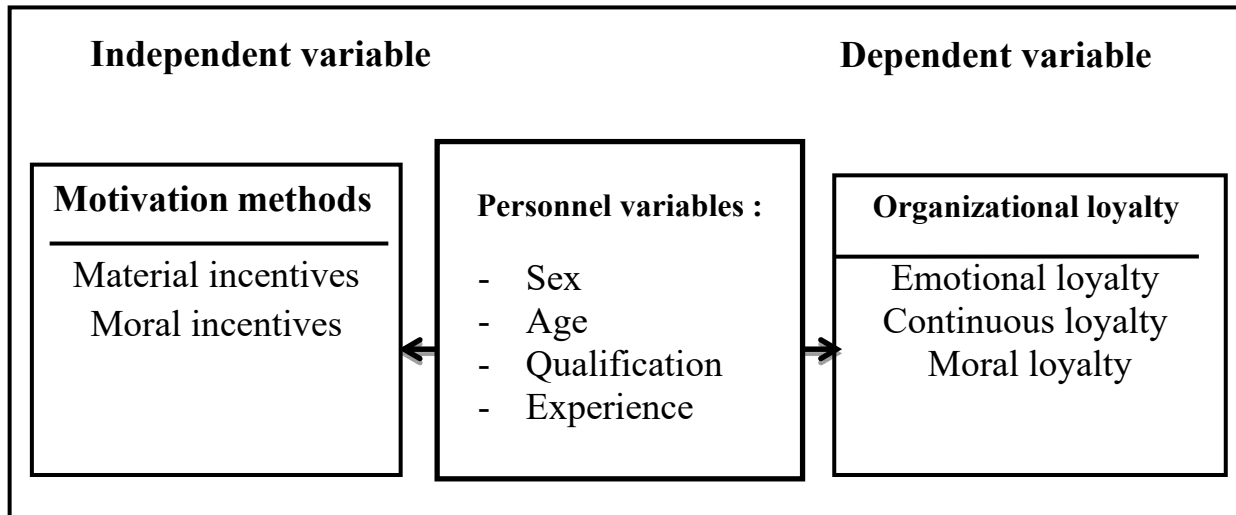 Independent variable
Dependent variable
Motivation methods
Material incentives
Moral incentives
Personnel variables :
- Sex
- Age
- Qualification
- Experience
Organizational loyalty
Emotional loyalty
Continuous loyalty
Moral loyalty